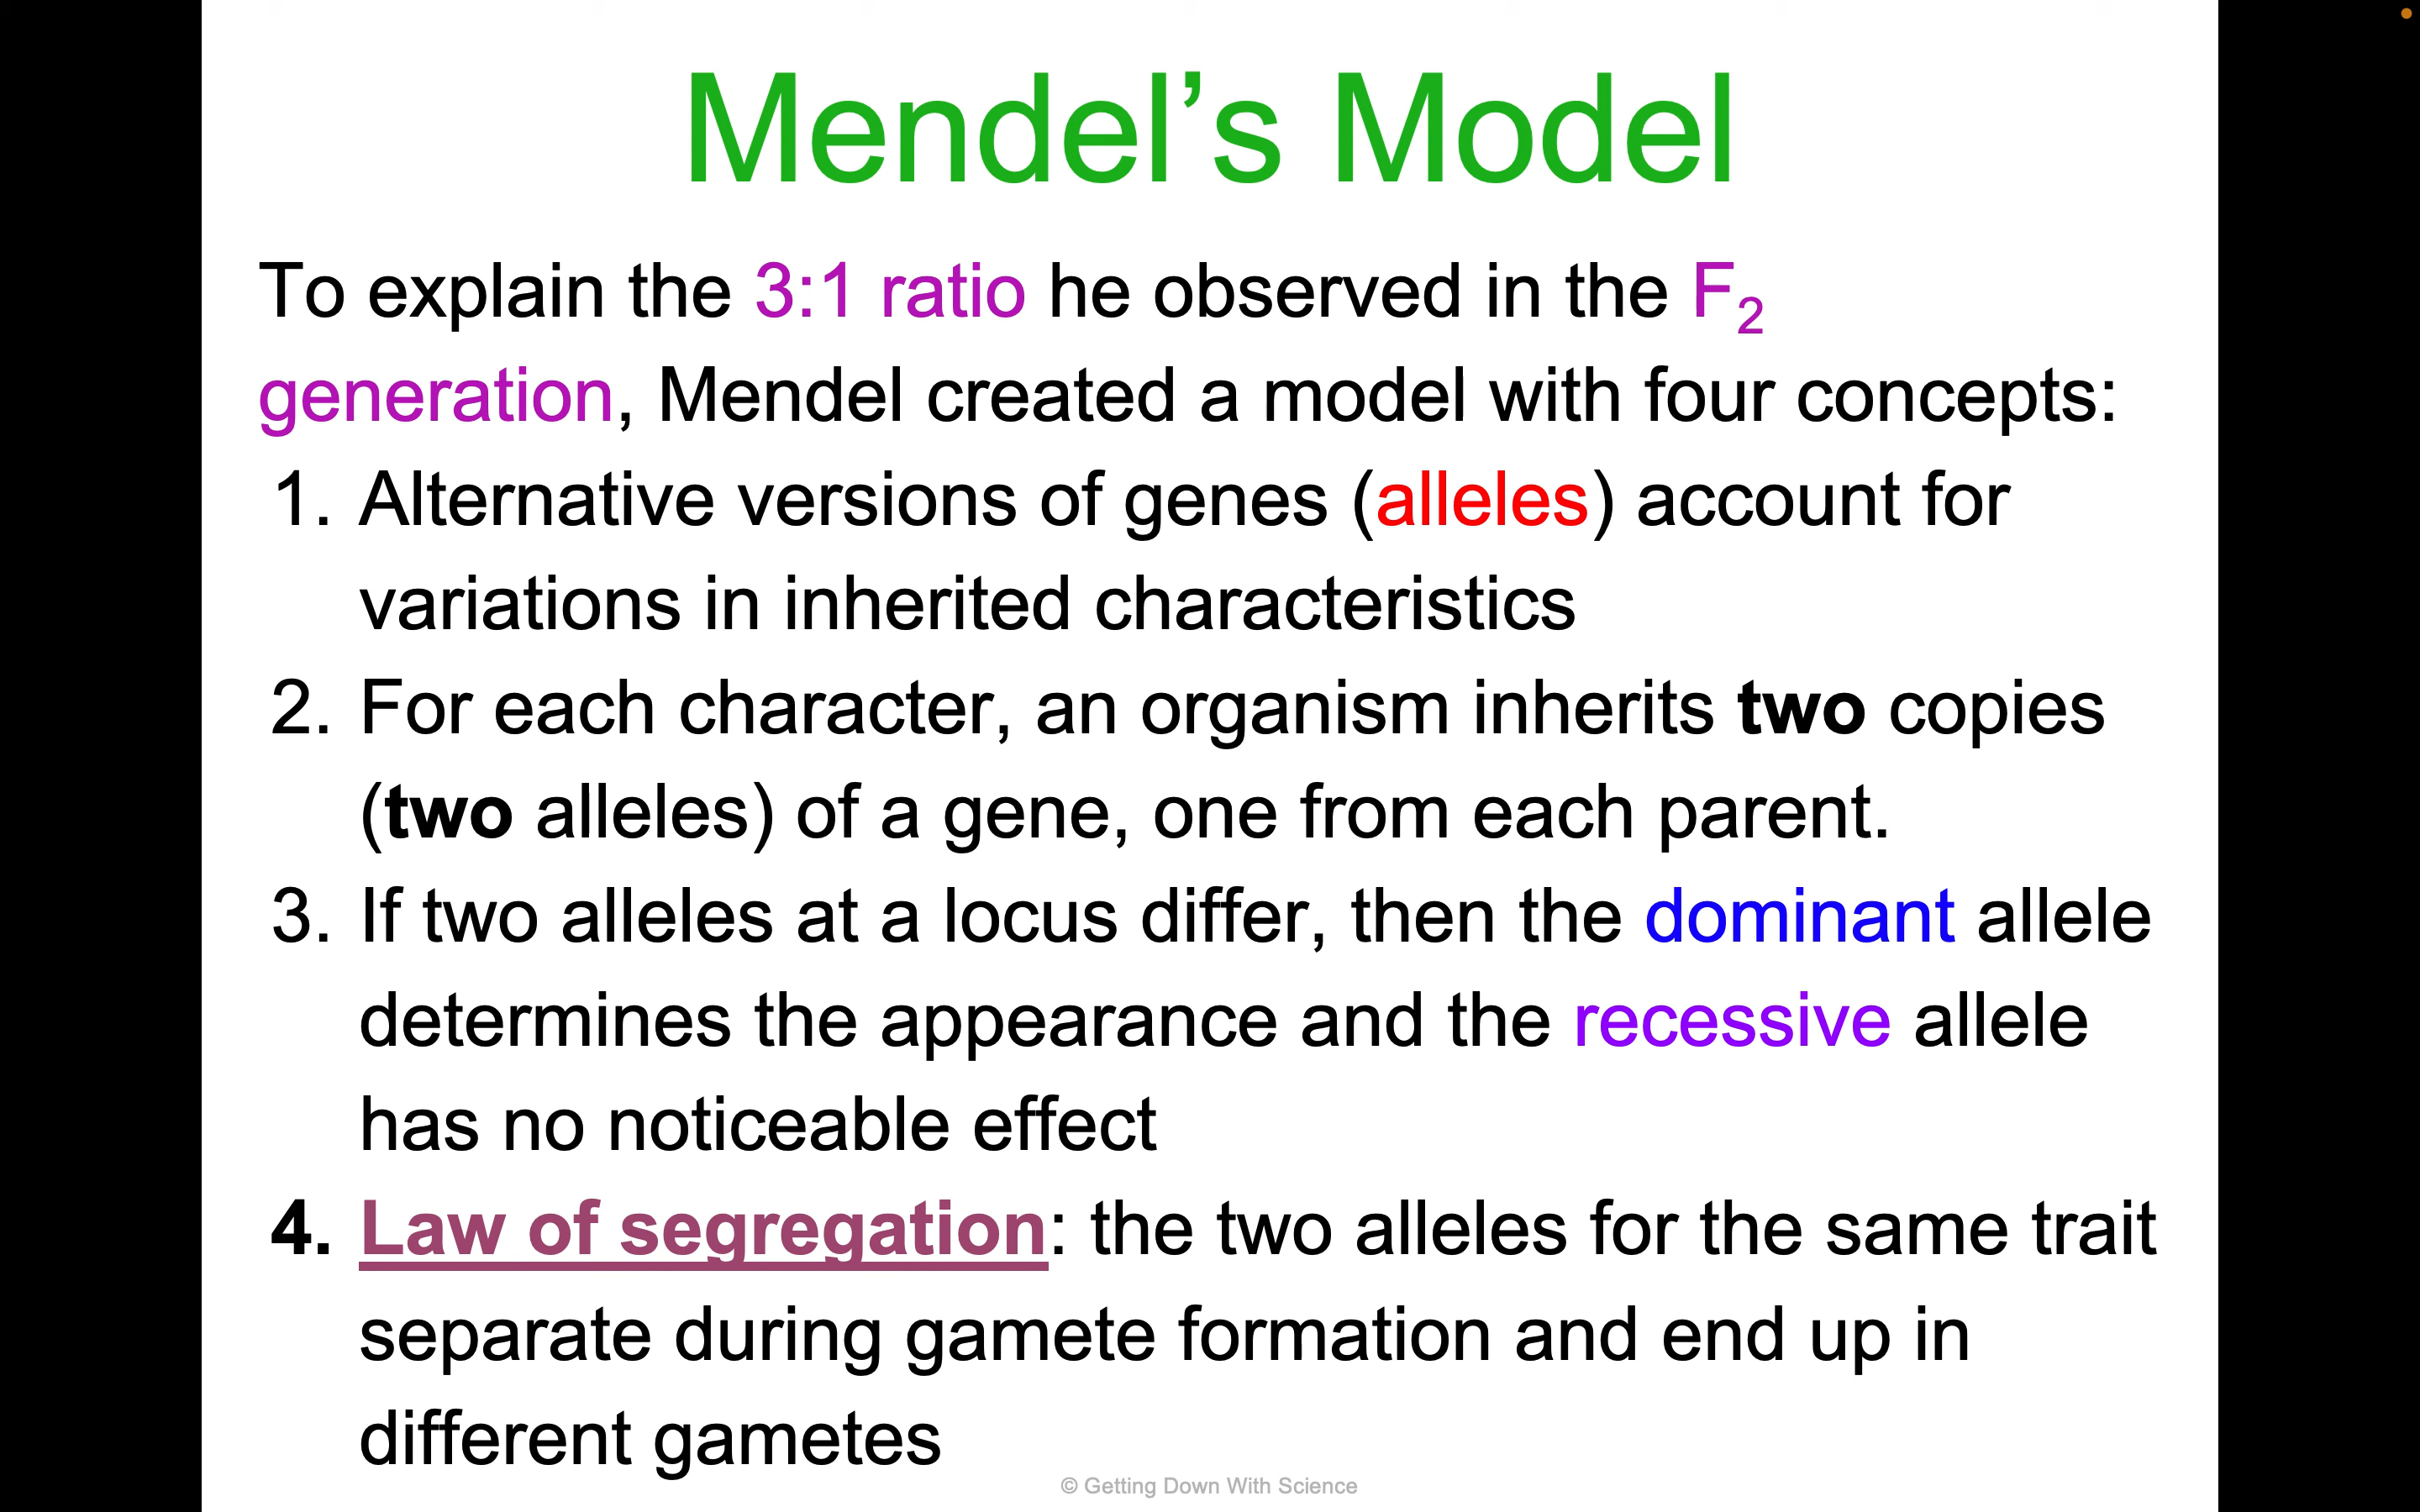 Mendel’s Model
To explain the 3:1 ratio he observed in the F₂
generation, Mendel created a model with four concepts:
1. Alternative versions of genes (alleles) account for
variations in inherited characteristics
2. For each character, an organism inherits two copies
(two alleles) of a gene, one from each parent.
3. If two alleles at a locus differ, then the dominant allele
determines the appearance and the recessive allele
has no noticeable effect
4. Law of segregation: the two alleles for the same trait
separate during gamete formation and end up in
different gametes
© Getting Down With Science